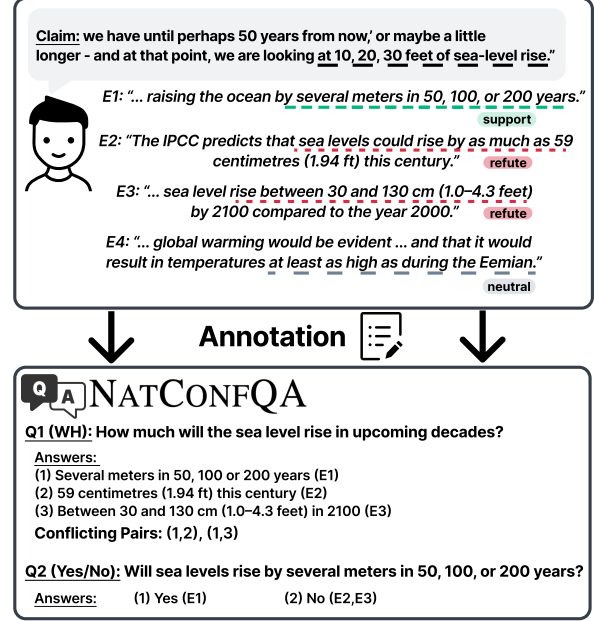 Claim: we have until perhaps 50 years from now,' or maybe a little
longer - and at that point, we are looking at 10, 20, 30 feet of sea-level rise."
E1: "... raising the ocean by several meters in 50, 100, or 200 years."
support
E2: "The IPCC predicts that sea levels could rise by as much as 59
centimetres (1.94 ft) this century."
refute
E3: "... sea level rise between 30 and 130 cm (1.0–4.3 feet)
by 2100 compared to the year 2000."
refute
E4: "... global warming would be evident ... and that it would
result in temperatures at least as high as during the Eemian."
neutral
Annotation
Q A NATCONFQA
Q1 (WH): How much will the sea level rise in upcoming decades?
Answers:
(1) Several meters in 50, 100 or 200 years (E1)
(2) 59 centimetres (1.94 ft) this century (E2)
(3) Between 30 and 130 cm (1.0–4.3 feet) in 2100 (E3)
Conflicting Pairs: (1,2), (1,3)
Q2 (Yes/No): Will sea levels rise by several meters in 50, 100, or 200 years?
Answers: (1) Yes (E1) (2) No (E2,E3)